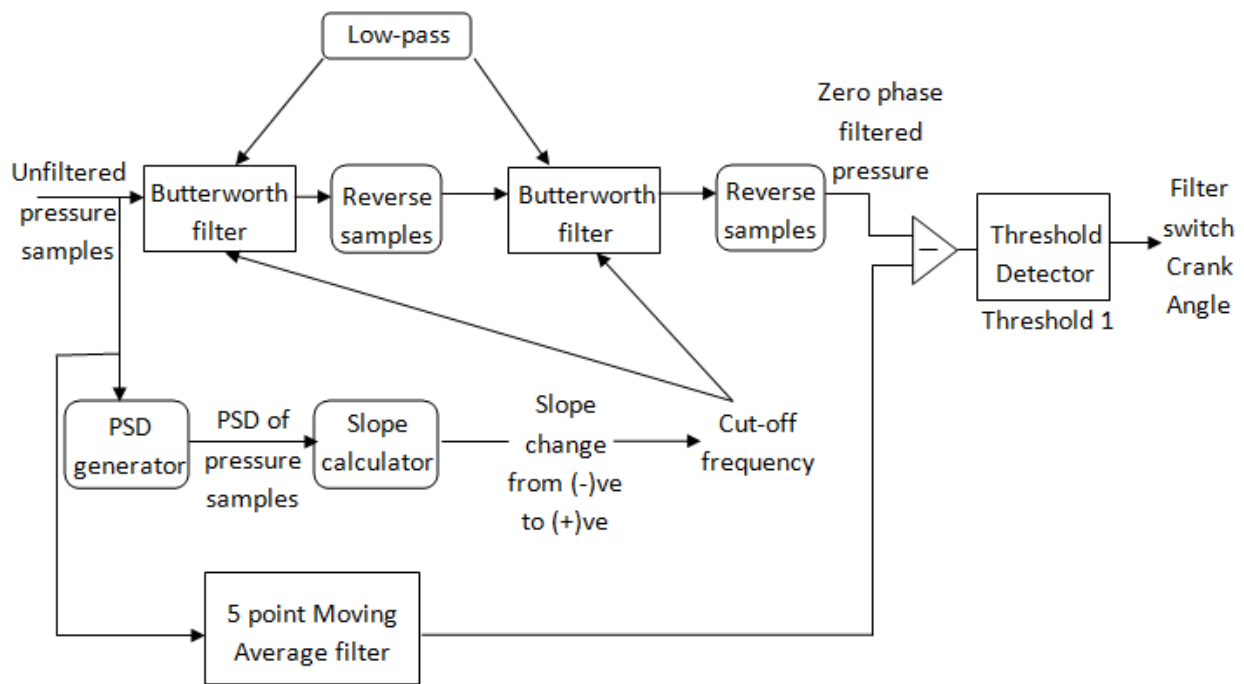 Low-pass
Unfiltered
pressure
samples
Butterworth
filter
Reverse
samples
Butterworth
filter
Reverse
samples
Zero phase
filtered
pressure
−
Threshold
Detector
Threshold 1
Filter
switch
Crank
Angle
PSD
generator
PSD of
pressure
samples
Slope
calculator
Slope
change
from (-)ve
to (+)ve
Cut-off
frequency
5 point Moving
Average filter